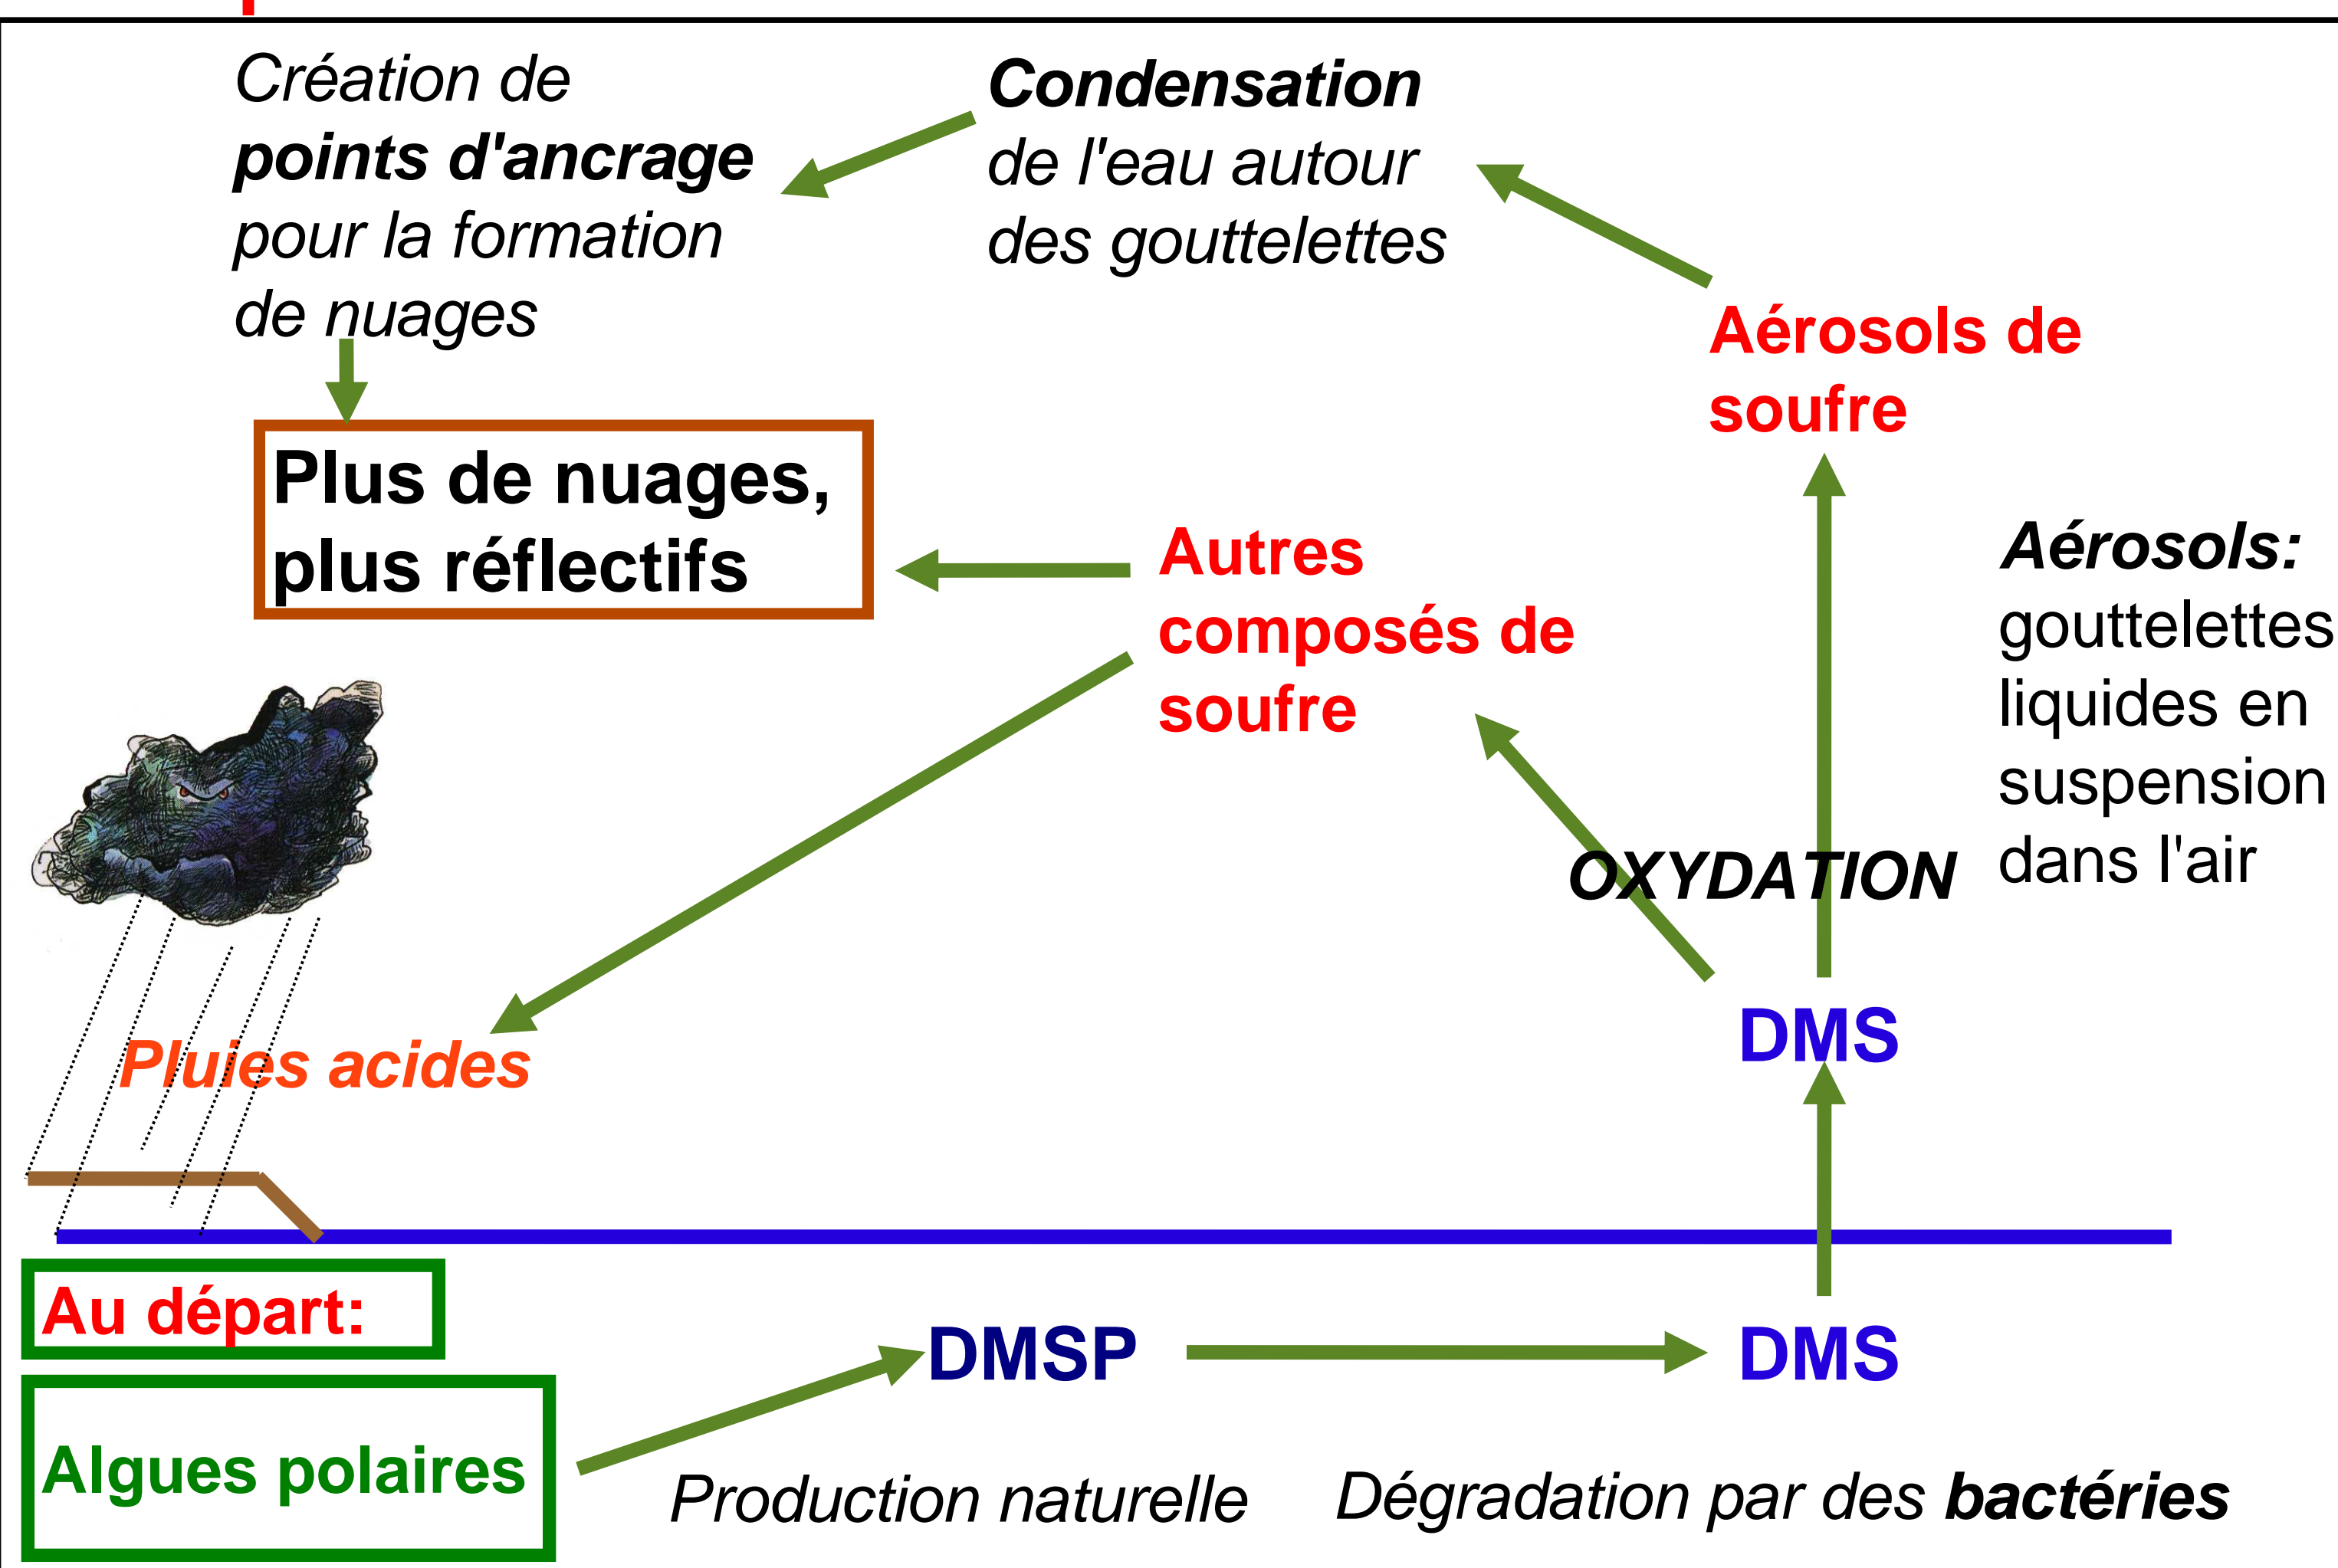 Création de
points d'ancrage
pour la formation
de nuages
Condensation
de l'eau autour
des gouttelettes
Aérosols de
soufre
Plus de nuages,
plus réflectifs
Autres
composés de
soufre
Aérosols:
gouttelettes
liquides en
suspension
dans l'air
OXYDATION
DMS
Pluies acides
Au départ:
DMSP
DMS
Algues polaires
Production naturelle
Dégradation par des bactéries